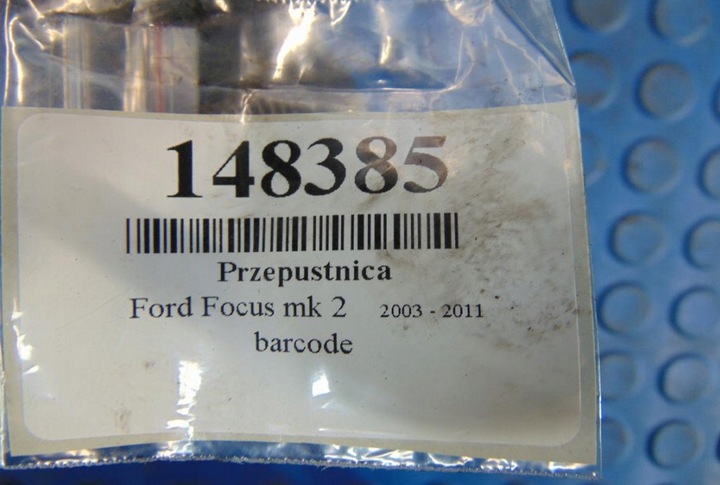 148385
Przepustnica
Ford Focus mk 2 2003 - 2011
barcode